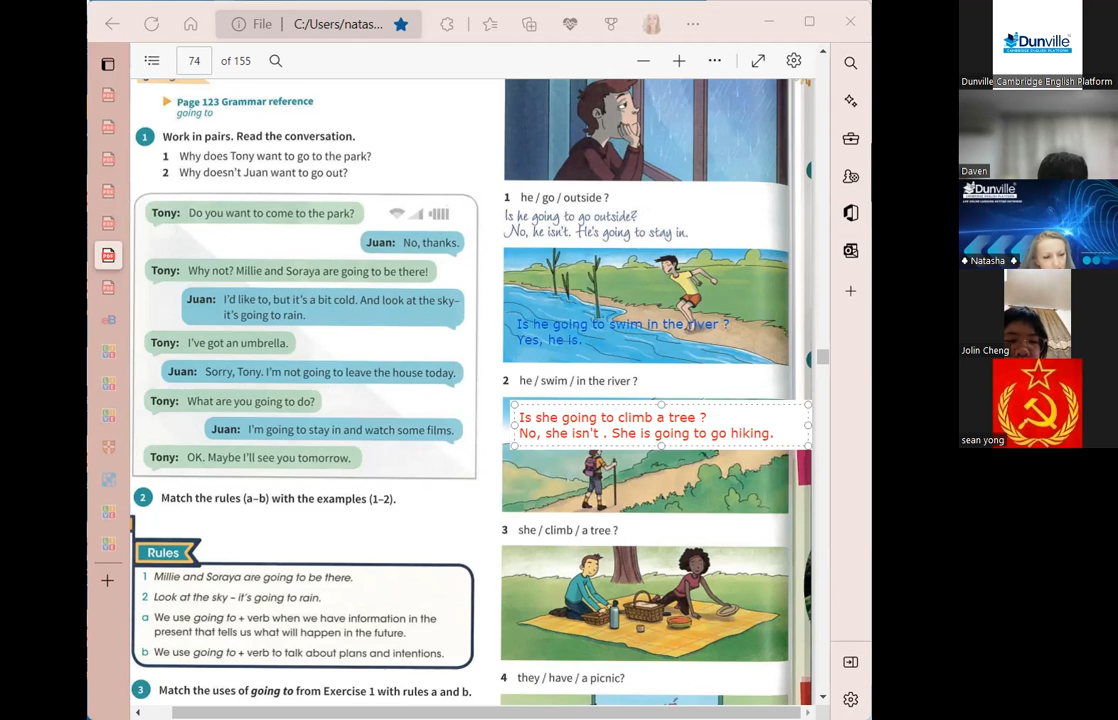 File
C:/Users/natas...
74
of 155
Page 123 Grammar reference
going to
1 Work in pairs. Read the conversation.
1 Why does Tony want to go to the park?
2 Why doesn't Juan want to go out?
Tony: Do you want to come to the park?
Juan: No, thanks.
Tony: Why not? Millie and Soraya are going to be there!
Juan: I'd like to, but it's a bit cold. And look at the sky–
it's going to rain.
Tony: I've got an umbrella.
Juan: Sorry, Tony. I'm not going to leave the house today.
Tony: What are you going to do?
Juan: I'm going to stay in and watch some films.
Tony: OK. Maybe I'll see you tomorrow.
2 Match the rules (a–b) with the examples (1–2).
Rules
1 Millie and Soraya are going to be there.
2 Look at the sky – it's going to rain.
a We use going to + verb when we have information in the
present that tells us what will happen in the future.
b We use going to + verb to talk about plans and intentions.
3 Match the uses of going to from Exercise 1 with rules a and b.
1 he / go / outside ?
Is he going to go outside?
No, he isn't. He's going to stay in.
Is he going to swim in the river ?
Yes, he is.
2 he / swim / in the river ?
Is she going to climb a tree ?
No, she isn't . She is going to go hiking.
3 she / climb / a tree ?
4 they / have / a picnic?
Dunville
CAMBRIDGE ENGLISH PLATFORM
Dunville Cambridge English Platform
Daven
Dunville
Natasha
Jolin Cheng
sean yong